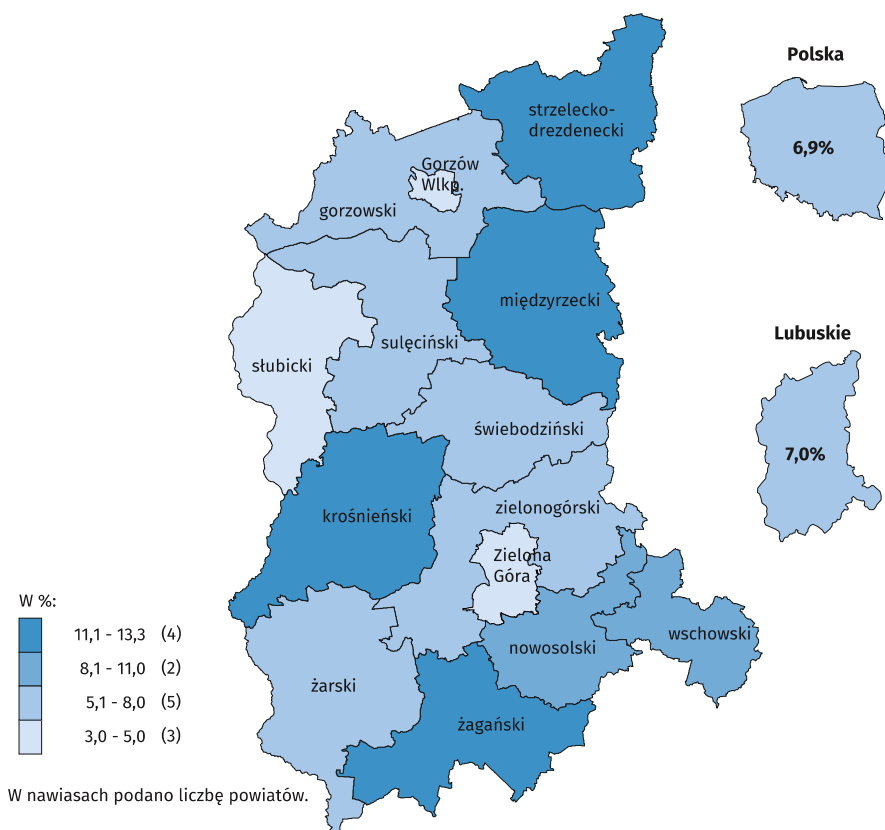 Polska
6,9%
strzelecko-
drezdenecki
Gorzów
Wlkp.
gorzowski
międzyrzecki
Lubuskie
7,0%
sulęciński
słubicki
świebodziński
zielonogórski
krośnieński
Zielona
Góra
W %:
11,1 - 13,3 (4)
8,1 - 11,0 (2)
5,1 - 8,0 (5)
3,0 - 5,0 (3)
wschowski
nowosolski
żarski
żagański
W nawiasach podano liczbę powiatów.